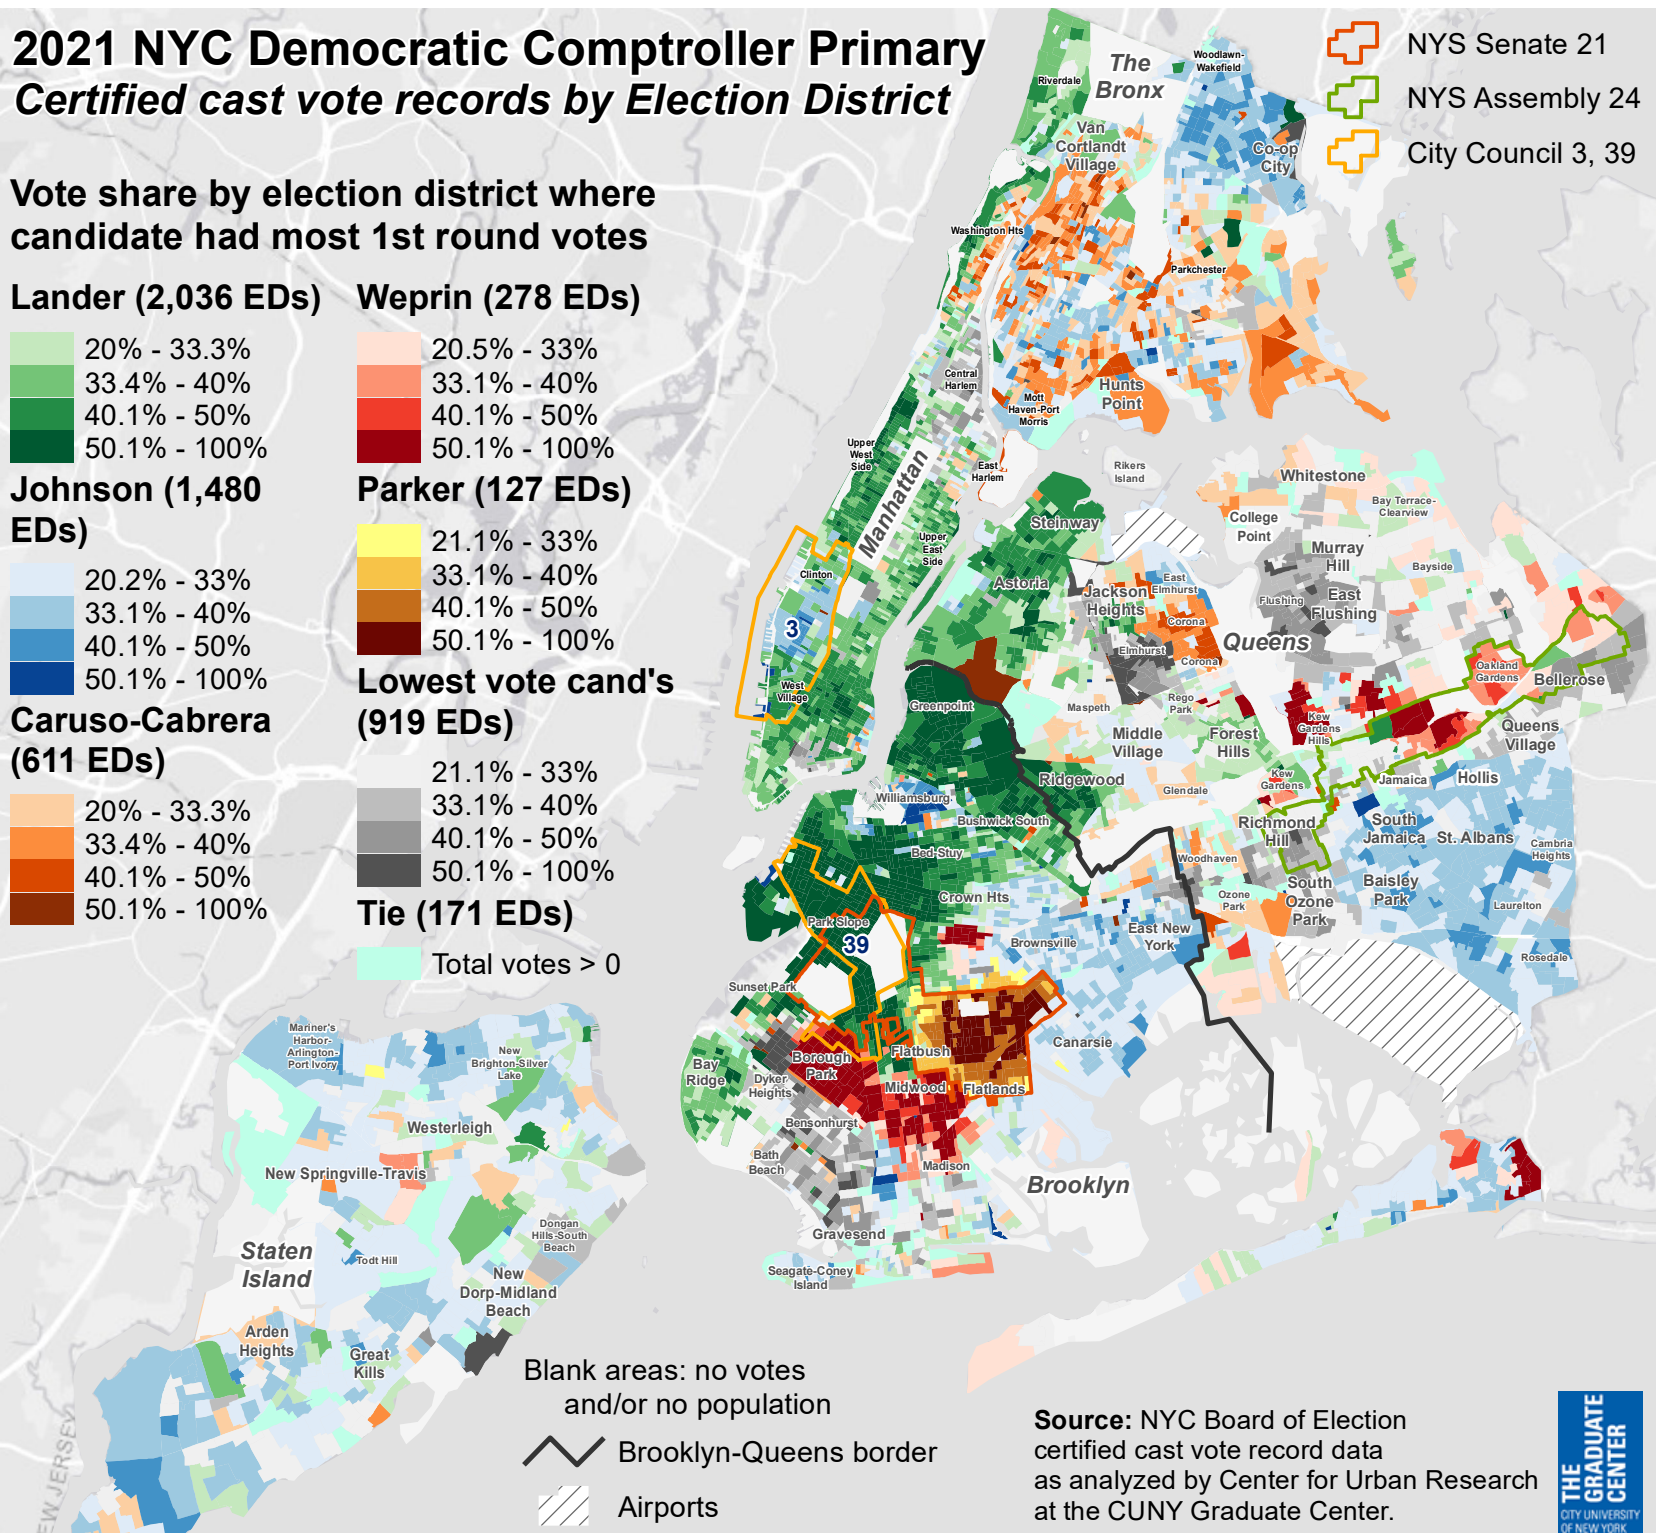 2021 NYC Democratic Comptroller Primary
Certified cast vote records by Election District
NYS Senate 21
NYS Assembly 24
City Council 3, 39
Vote share by election district where
candidate had most 1st round votes
Lander (2,036 EDs)
20% - 33.3%
33.4% - 40%
40.1% - 50%
50.1% - 100%
Johnson (1,480
EDs)
20.2% - 33%
33.1% - 40%
40.1% - 50%
50.1% - 100%
Caruso-Cabrera
(611 EDs)
20% - 33.3%
33.4% - 40%
40.1% - 50%
50.1% - 100%
Weprin (278 EDs)
20.5% - 33%
33.1% - 40%
40.1% - 50%
50.1% - 100%
Parker (127 EDs)
21.1% - 33%
33.1% - 40%
40.1% - 50%
50.1% - 100%
Lowest vote cand's
(919 EDs)
21.1% - 33%
33.1% - 40%
40.1% - 50%
50.1% - 100%
Tie (171 EDs)
Total votes > 0
The
Bronx
Woodlawn-
Wakefield
Riverdale
Van
Cortlandt
Village
Co-op
City
Washington Hts
Parkchester
Central
Harlem
Mott
Haven-Port
Morris
Hunts
Point
Upper
West
Side
Manhattan
East
Harlem
Rikers
Island
Whitestone
Bay Terrace-
Clearview
College
Point
Steinway
Upper
East
Side
Murray
Hill
Clinton
Astoria
Jackson
Heights
East
Elmhurst
Flushing
East
Flushing
Bayside
3
Corona
Elmhurst
Corona
Queens
Oakland
Gardens
Bellerose
West
Village
Greenpoint
Maspeth
Rego
Park
Kew
Gardens
Hills
Queens
Village
Middle
Village
Forest
Hills
Ridgewood
Kew
Gardens
Jamaica
Hollis
Glendale
Williamsburg
Bushwick South
Richmond
Hill
South
Jamaica
St. Albans
Cambria
Heights
Bed-Stuy
Woodhaven
Crown Hts
Ozone
Park
South
Ozone
Park
Baisley
Park
Laurelton
Park Slope
39
Brownsville
East New
York
Rosedale
Sunset Park
Canarsie
Bay
Ridge
Borough
Park
Flatbush
Dyker
Heights
Midwood
Flatlands
Bensonhurst
Bath
Beach
Madison
Brooklyn
Gravesend
Seagate-Coney
Island
Mariner's
Harbor-
Arlington-
Port Ivory
New
Brighton-Silver
Lake
Westerleigh
New Springville-Travis
Staten
Island
Dongan
Hills-South
Beach
Todt Hill
New
Dorp-Midland
Beach
Arden
Heights
Great
Kills
Blank areas: no votes
and/or no population
Brooklyn-Queens border
Airports
Source: NYC Board of Election
certified cast vote record data
as analyzed by Center for Urban Research
at the CUNY Graduate Center.
THE
GRADUATE
CENTER
CITY UNIVERSITY
OF NEW YORK